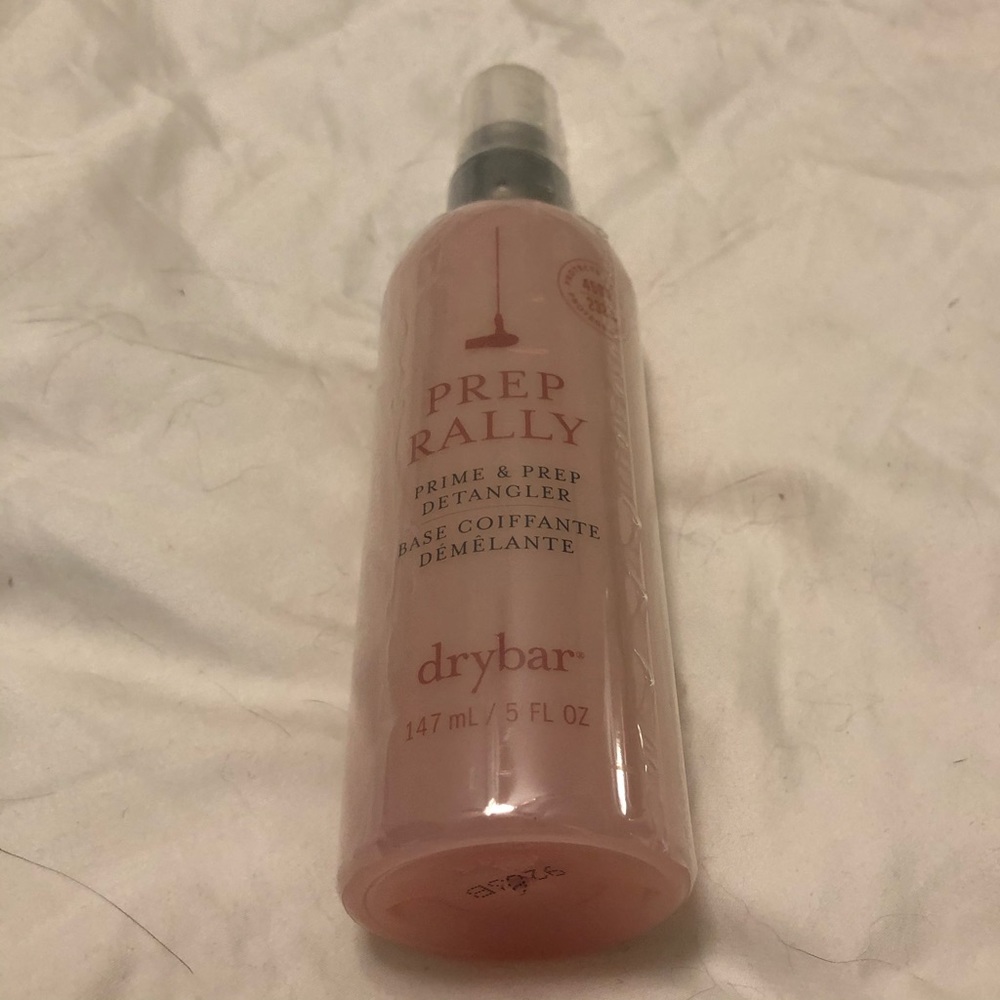 PREP
RALLY
PRIME & PREP
DETANGLER
BASE COIFFANTE
DÉMÊLANTE
drybar®
147 mL / 5 FL OZ